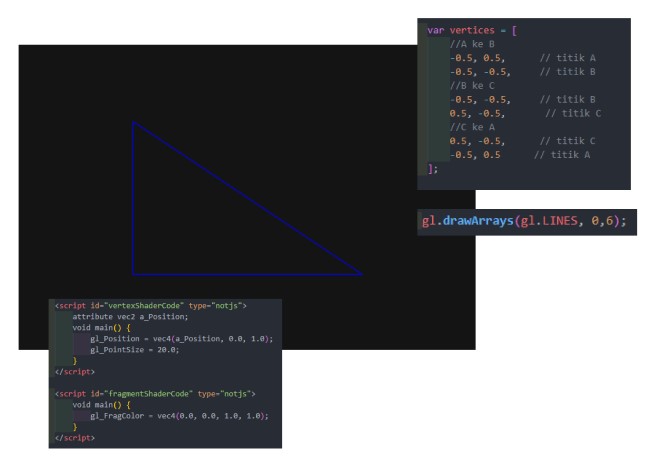 var vertices = [
//A ke B
-0.5, 0.5, // titik A
-0.5, -0.5, // titik B
//B ke C
-0.5, -0.5, // titik B
0.5, -0.5, // titik C
//C ke A
0.5, -0.5, // titik C
-0.5, 0.5 // titik A
];
gl.drawArrays(gl.LINES, 0,6);
<script id="vertexShaderCode" type="notjs">
attribute vec2 a_Position;
void main() {
gl_Position = vec4(a_Position, 0.0, 1.0);
gl_PointSize = 20.0;
}
</script>
<script id="fragmentShaderCode" type="notjs">
void main() {
gl_FragColor = vec4(0.0, 0.0, 1.0, 1.0);
}
</script>